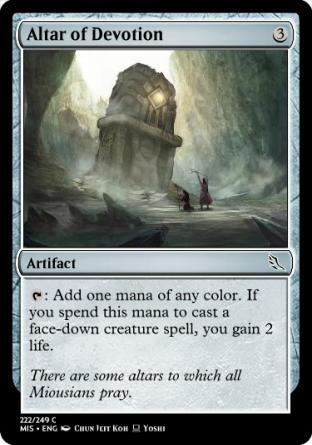 Altar of Devotion 3
Artifact
: Add one mana of any color. If
you spend this mana to cast a
face-down creature spell, you gain 2
life.
There are some altars to which all
Miousians pray.
222/249 C
MIS • ENG Chun Jeit Koh Yoshi